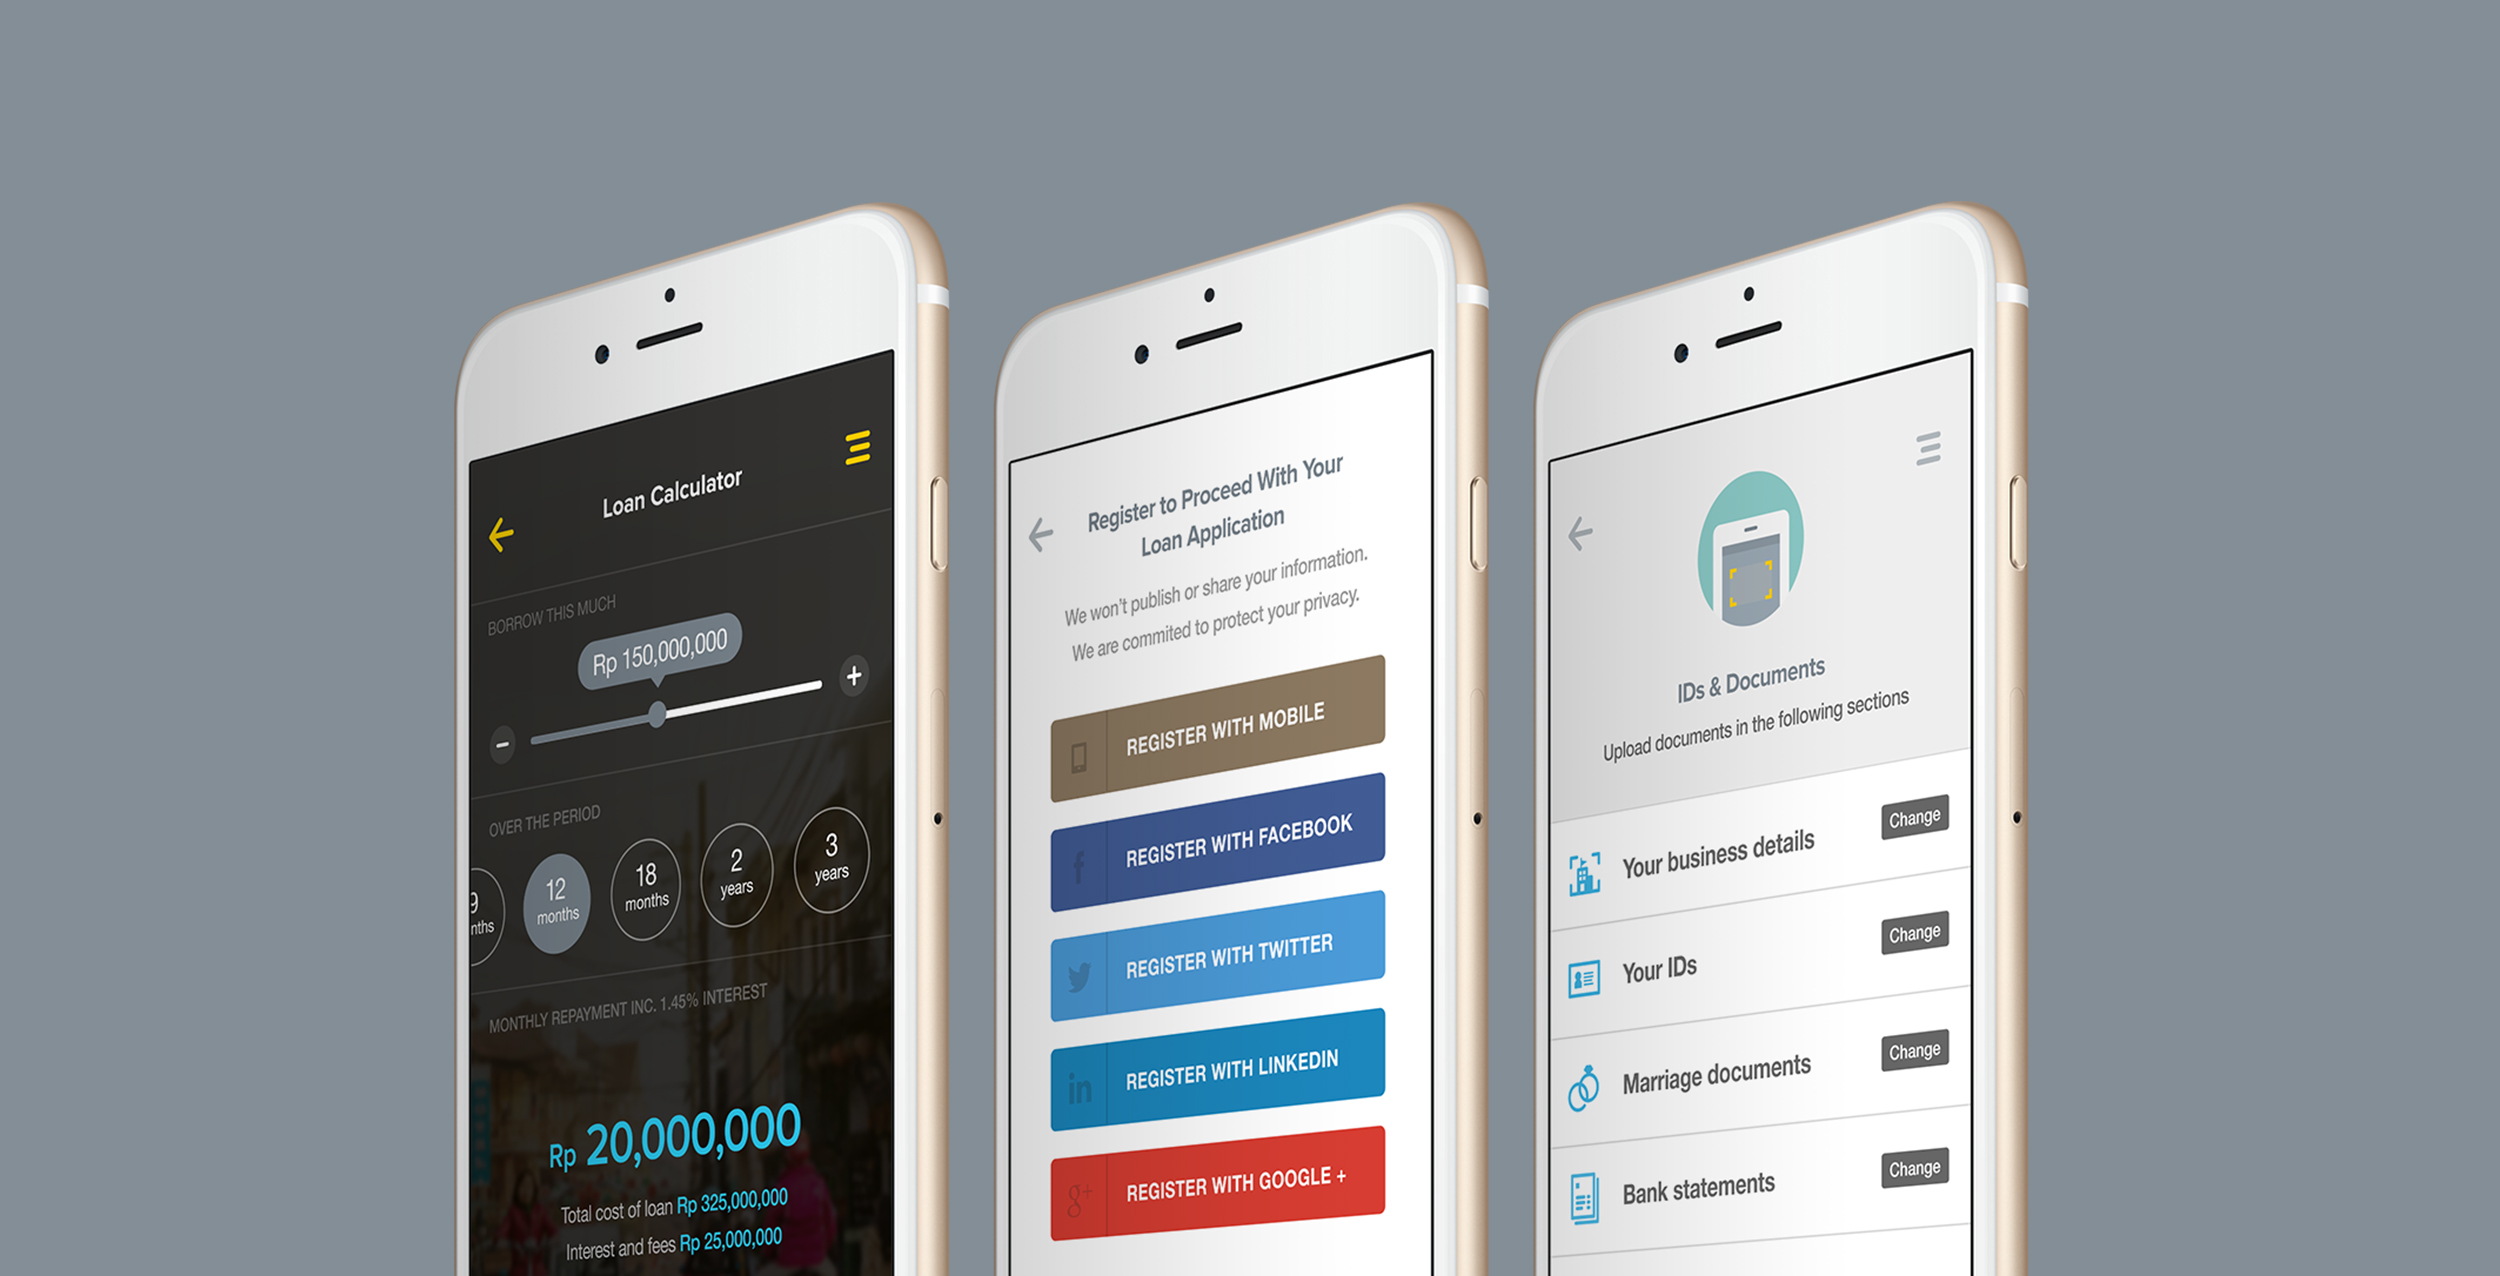 Loan Calculator
BORROW THIS MUCH
Rp 150,000,000
OVER THE PERIOD
9
nths
12
months
18
months
2
years
3
years
MONTHLY REPAYMENT INC. 1.45% INTEREST
Rp 20,000,000
Total cost of loan Rp 325,000,000
Interest and fees Rp 25,000,000
Register to Proceed With Your
Loan Application
We won't publish or share your information.
We are commited to protect your privacy.
REGISTER WITH MOBILE
f REGISTER WITH FACEBOOK
REGISTER WITH TWITTER
in REGISTER WITH LINKEDIN
g+ REGISTER WITH GOOGLE +
IDs & Documents
Upload documents in the following sections
Your business details Change
Your IDs Change
Marriage documents Change
Bank statements Change